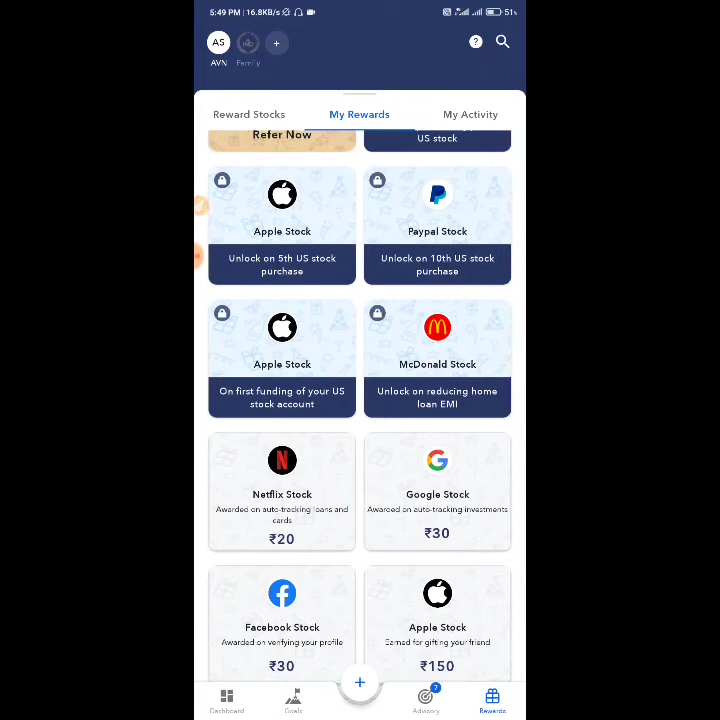 5:49 PM | 16.8KB/s
51%
AS
+
?
AVN
Family
Reward Stocks
My Rewards
My Activity
Refer Now
US stock
Apple Stock
Unlock on 5th US stock
purchase
Paypal Stock
Unlock on 10th US stock
purchase
Apple Stock
On first funding of your US
stock account
McDonald Stock
Unlock on reducing home
loan EMI
Netflix Stock
Awarded on auto-tracking loans and
cards
₹20
Google Stock
Awarded on auto-tracking investments
₹30
Facebook Stock
Awarded on verifying your profile
₹30
Apple Stock
Earned for gifting your friend
₹150
Dashboard
Goals
+
7
Advisory
Rewards